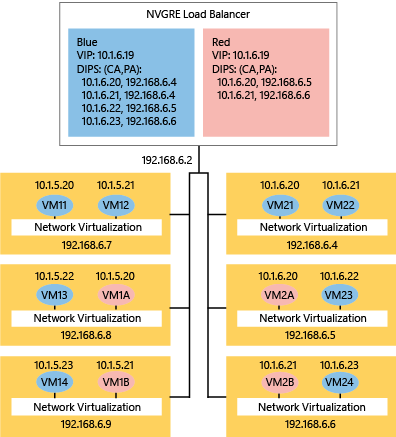 NVGRE Load Balancer
Blue
VIP: 10.1.6.19
DIPS: (CA,PA):
10.1.6.20, 192.168.6.4
10.1.6.21, 192.168.6.4
10.1.6.22, 192.168.6.5
10.1.6.23, 192.168.6.6
Red
VIP: 10.1.6.19
DIPS: (CA,PA):
10.1.6.20, 192.168.6.5
10.1.6.21, 192.168.6.6
192.168.6.2
10.1.5.20 10.1.5.21
VM11 VM12
Network Virtualization
192.168.6.7
10.1.6.20 10.1.6.21
VM21 VM22
Network Virtualization
192.168.6.4
10.1.5.22 10.1.5.20
VM13 VM1A
Network Virtualization
192.168.6.8
10.1.6.20 10.1.6.22
VM2A VM23
Network Virtualization
192.168.6.5
10.1.5.23 10.1.5.21
VM14 VM1B
Network Virtualization
192.168.6.9
10.1.6.21 10.1.6.23
VM2B VM24
Network Virtualization
192.168.6.6